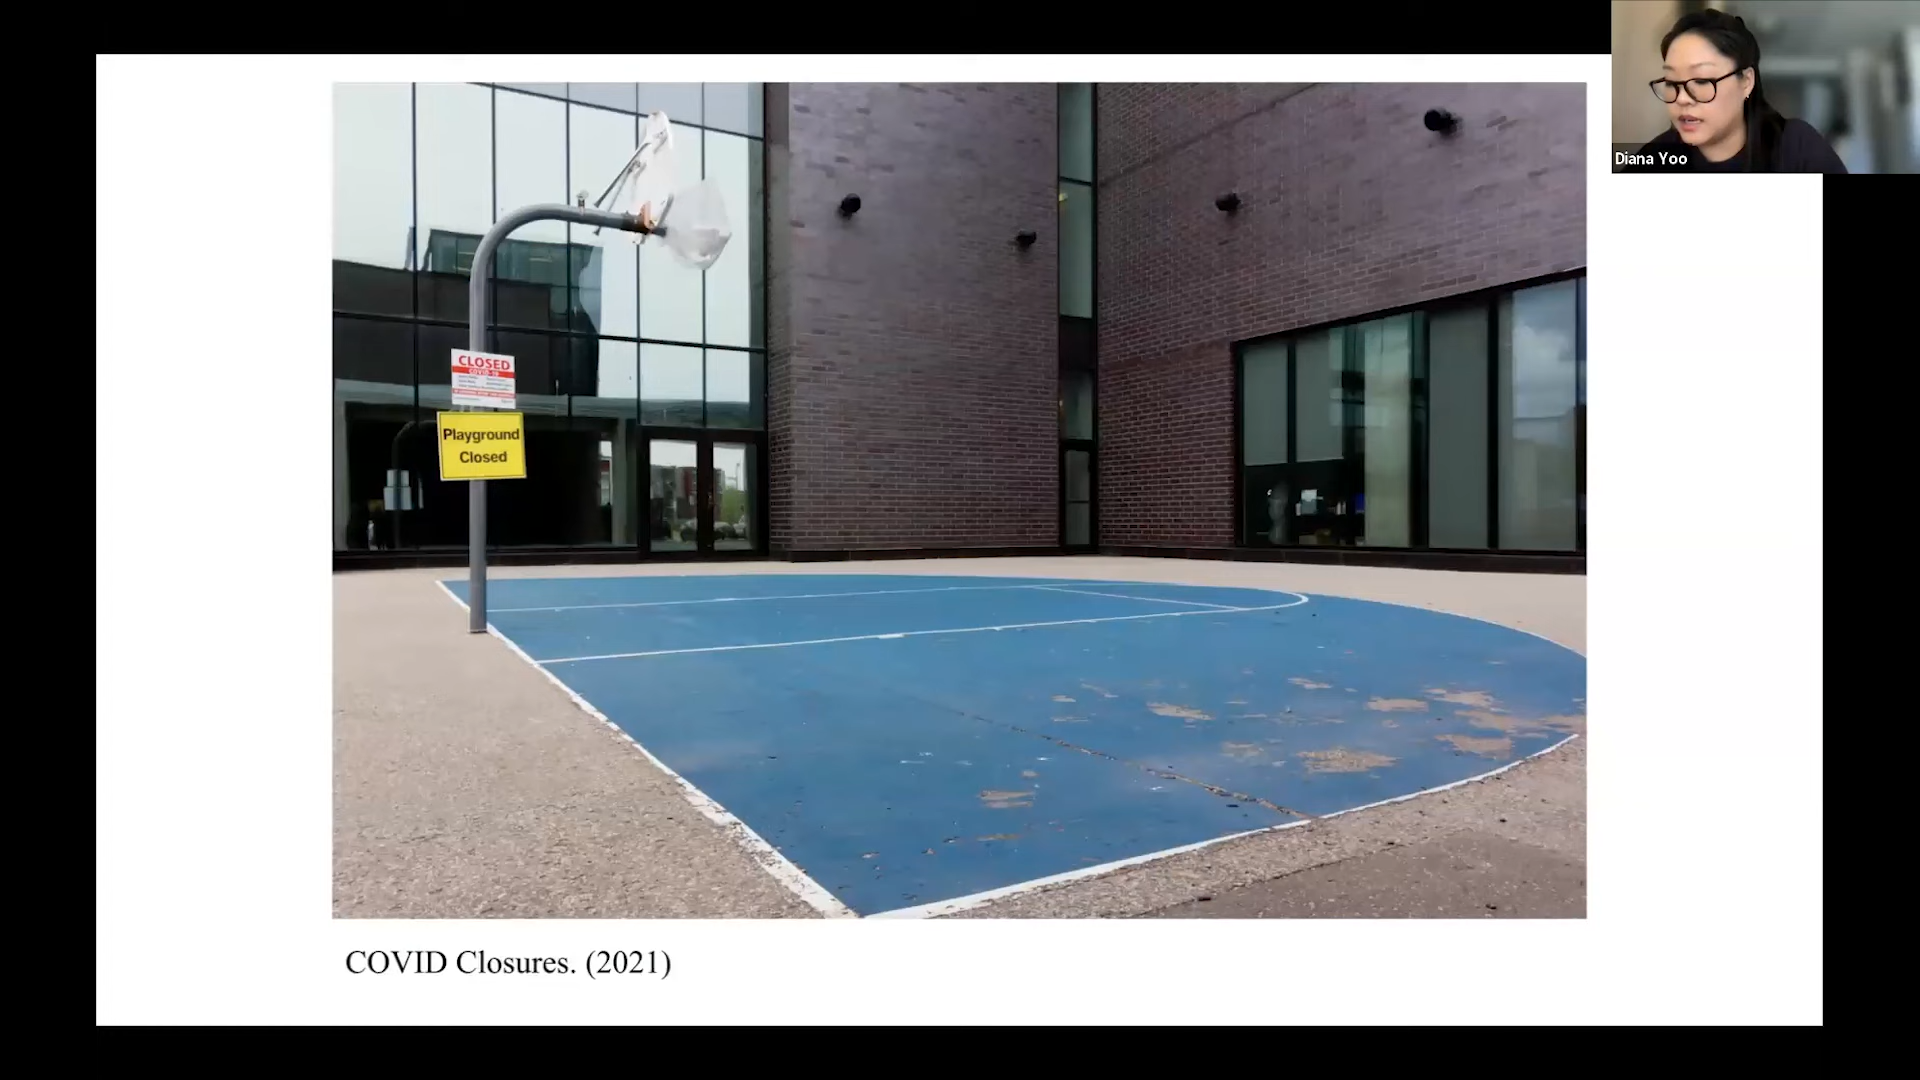 Diana Yoo
CLOSED
COVID-19
Playground
Closed
COVID Closures. (2021)